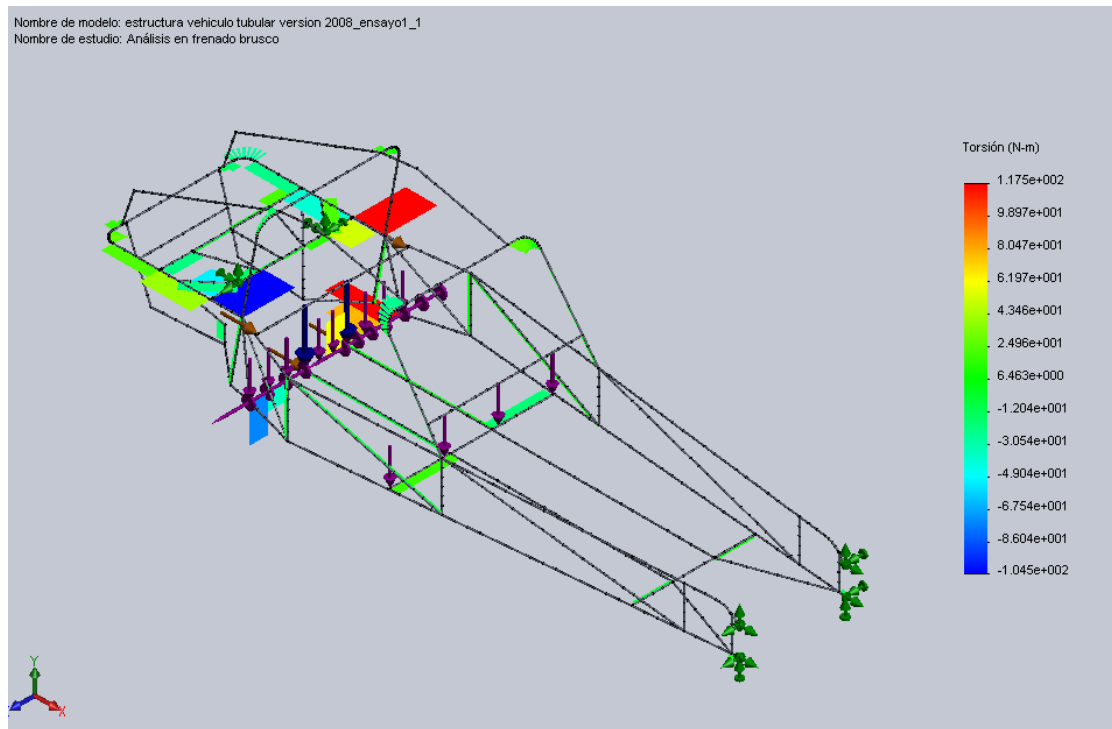 Nombre de modelo: estructura vehiculo tubular version 2008_ensayo1_1
Nombre de estudio: Análisis en frenado brusco
Torsión (N-m)
1.175e+002
9.897e+001
8.047e+001
6.197e+001
4.346e+001
2.496e+001
6.463e+000
-1.204e+001
-3.054e+001
-4.904e+001
-6.754e+001
-8.604e+001
-1.045e+002
Y
X